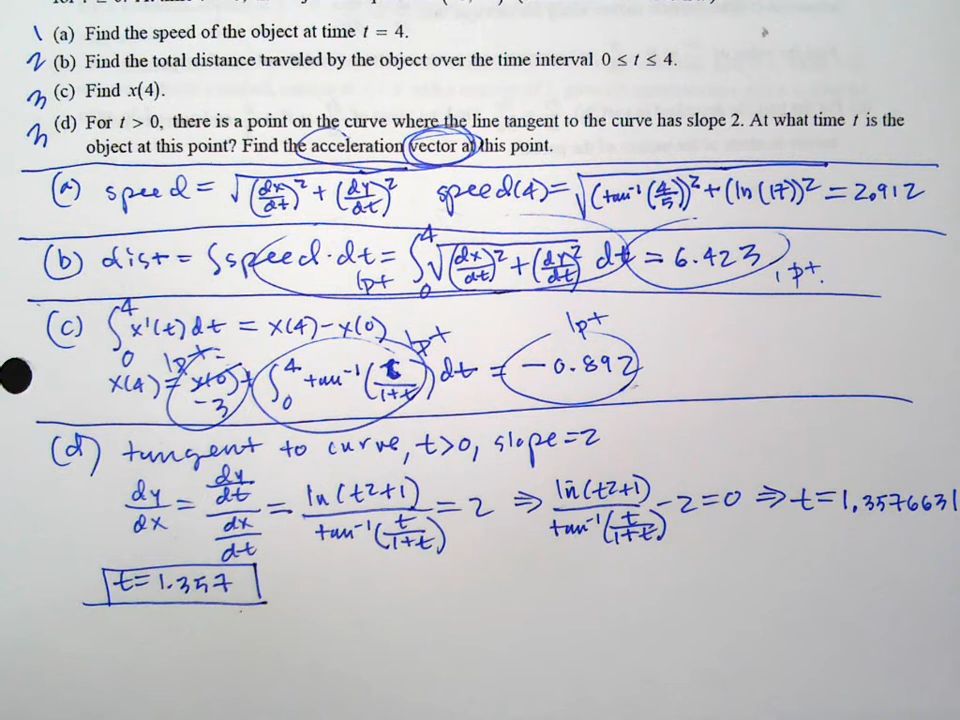 1 (a) Find the speed of the object at time t = 4.
2 (b) Find the total distance traveled by the object over the time interval 0 ≤ t ≤ 4.
3 (c) Find x(4).
3 (d) For t > 0, there is a point on the curve where the line tangent to the curve has slope 2. At what time t is the
object at this point? Find the acceleration vector at this point.
(a) speed = √((dx/dt)² + (dy/dt)²) speed(4) = √((tan⁻¹(4/5))² + (ln(17))²) = 2.912
(b) dist = ∫speed·dt = ∫₀⁴ √((dx/dt)² + (dy/dt)²) dt = 6.423
1pt 1pt.
(c) ∫₀⁴ x'(t)dt = x(4) - x(0) 1pt 1pt
1pt
x(4) = x(0) + ∫₀⁴ tan⁻¹(t/(1+t)) dt = -0.892
-3
(d) tangent to curve, t>0, slope=2
dy/dx = (dy/dt)/(dx/dt) = ln(t2+1)/tan⁻¹(t/(1+t)) = 2 ⇒ ln(t2+1)/tan⁻¹(t/(1+t)) - 2 = 0 ⇒ t = 1.3576631
t = 1.357